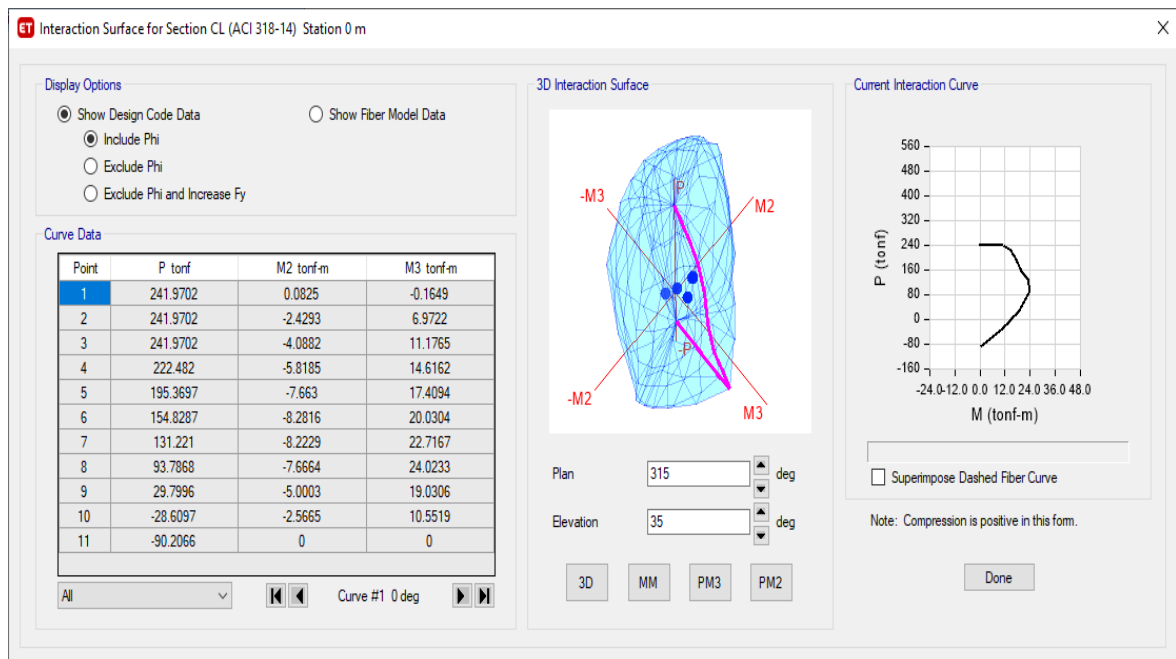 ET Interaction Surface for Section CL (ACI 318-14) Station 0 m X
Display Options
Show Design Code Data Show Fiber Model Data
Include Phi
Exclude Phi
Exclude Phi and Increase Fy
Curve Data
Point P tonf M2 tonf-m M3 tonf-m
1 241.9702 0.0825 -0.1649
2 241.9702 -2.4293 6.9722
3 241.9702 -4.0882 11.1765
4 222.482 -5.8185 14.6162
5 195.3697 -7.663 17.4094
6 154.8287 -8.2816 20.0304
7 131.221 -8.2229 22.7167
8 93.7868 -7.6664 24.0233
9 29.7996 -5.0003 19.0306
10 -28.6097 -2.5665 10.5519
11 -90.2066 0 0
All Curve #1 0 deg
3D Interaction Surface
P
-M3
M2
-P
-M2
M3
Plan 315 deg
Elevation 35 deg
3D MM PM3 PM2
Current Interaction Curve
560
480
400
320
240
160
80
0
-80
-160
P (tonf)
-24.0-12.0 0.0 12.0 24.0 36.0 48.0
M (tonf-m)
Superimpose Dashed Fiber Curve
Note: Compression is positive in this form.
Done